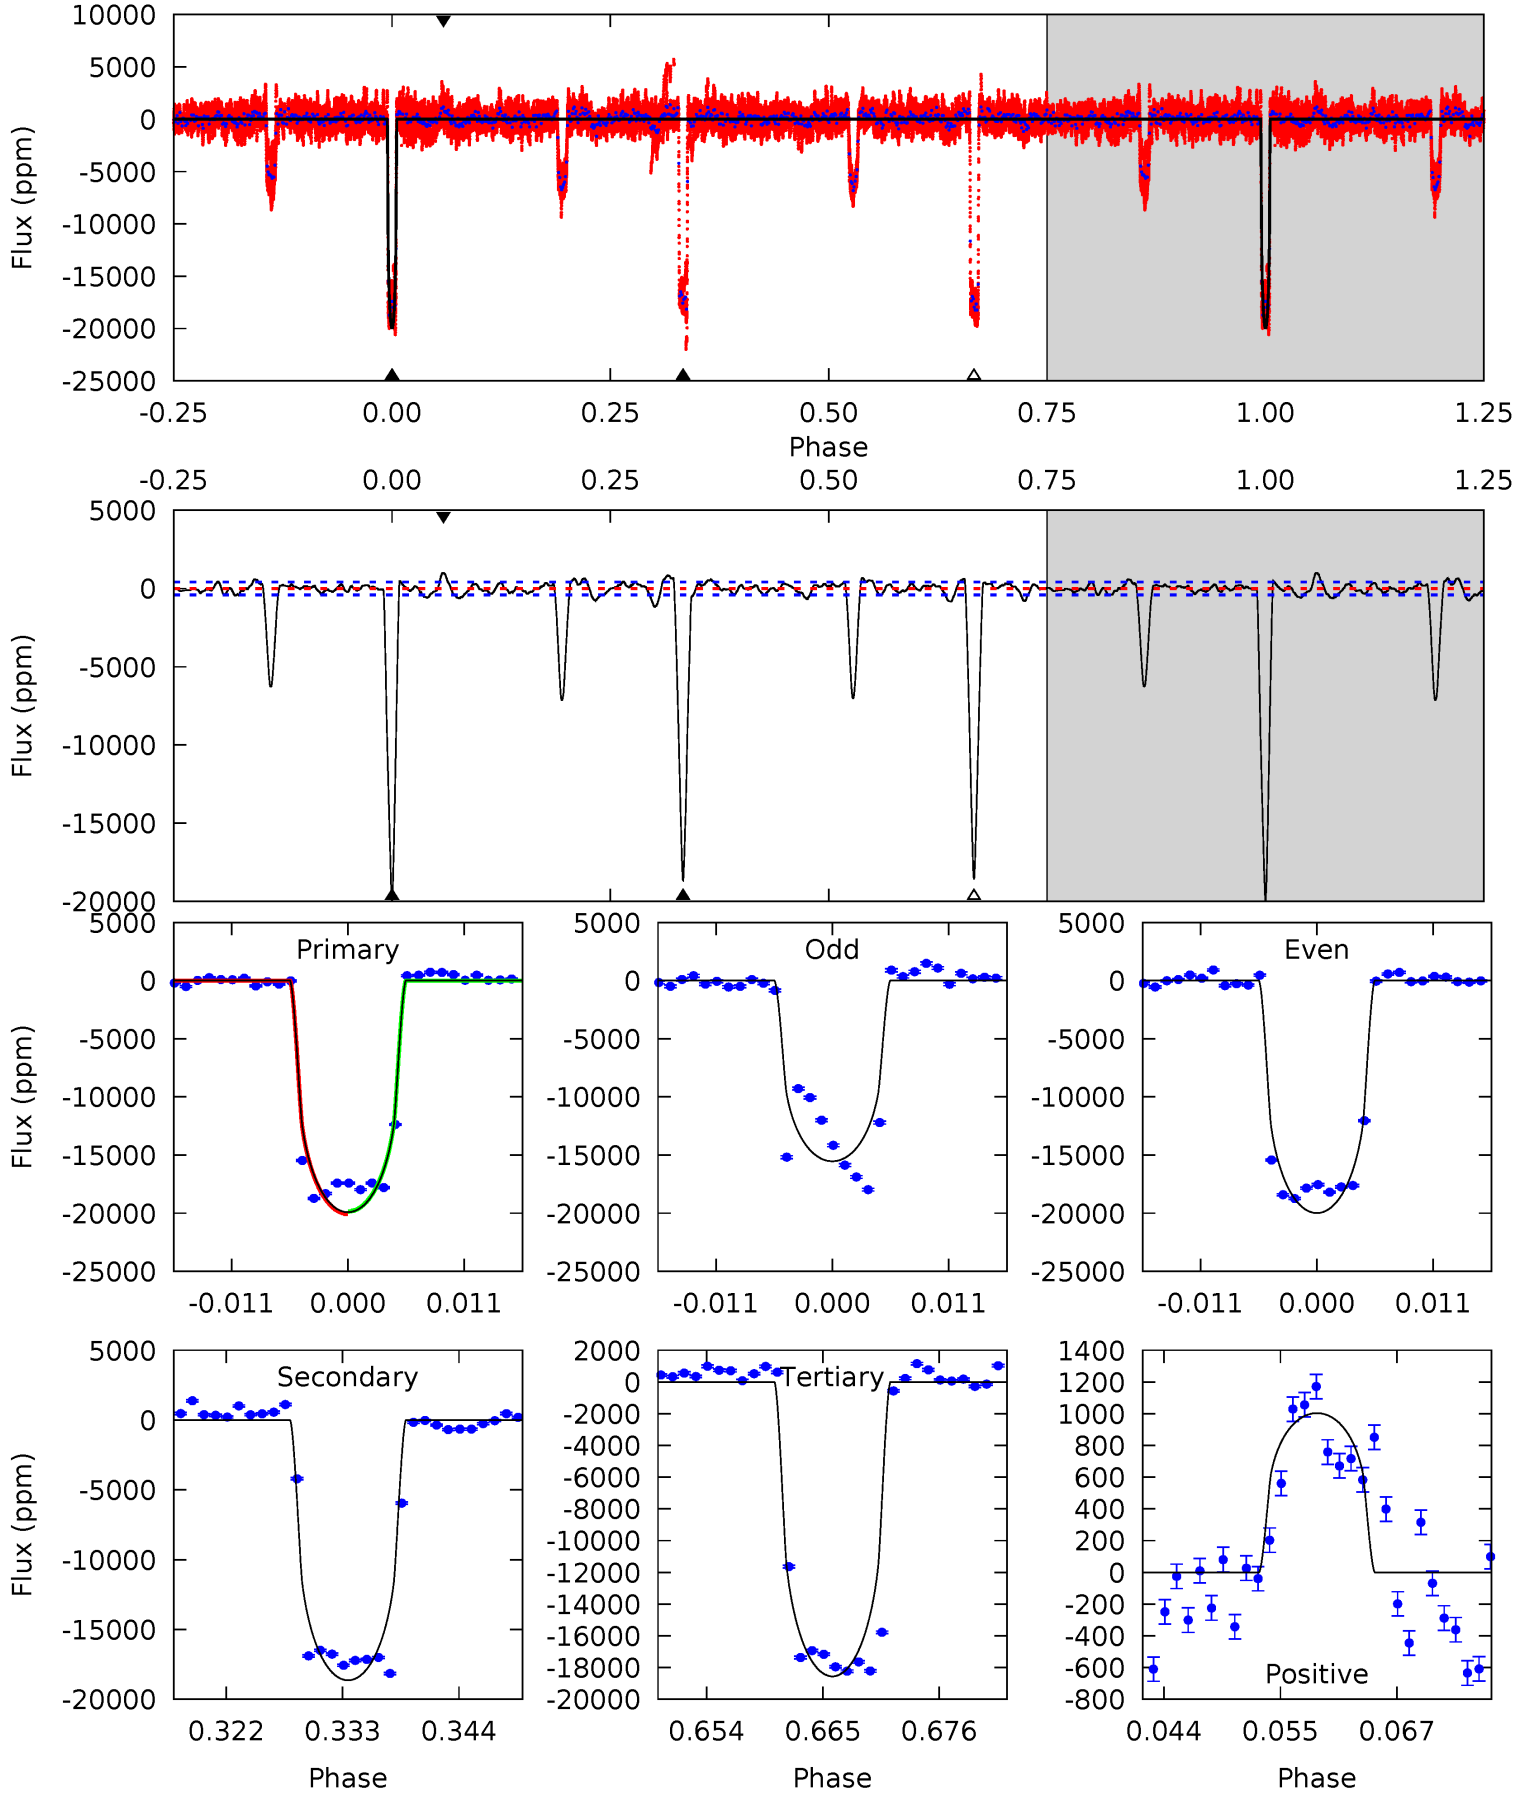 10000
5000
0
-5000
-10000
-15000
-20000
-25000
Flux (ppm)
-0.25 0.00 0.25 0.50 0.75 1.00 1.25
Phase
-0.25 0.00 0.25 0.50 0.75 1.00 1.25
5000
0
-5000
-10000
-15000
-20000
Flux (ppm)
Primary
5000
0
-5000
-10000
-15000
-20000
-25000
Flux (ppm)
-0.011 0.000 0.011
Odd
5000
0
-5000
-10000
-15000
-20000
-25000
-0.011 0.000 0.011
Even
5000
0
-5000
-10000
-15000
-20000
-25000
-0.011 0.000 0.011
Secondary
5000
0
-5000
-10000
-15000
-20000
Flux (ppm)
0.322 0.333 0.344
Phase
Tertiary
2000
0
-2000
-4000
-6000
-8000
-10000
-12000
-14000
-16000
-18000
-20000
0.654 0.665 0.676
Phase
1400
1200
1000
800
600
400
200
0
-200
-400
-600
-800
Positive
0.044 0.055 0.067
Phase